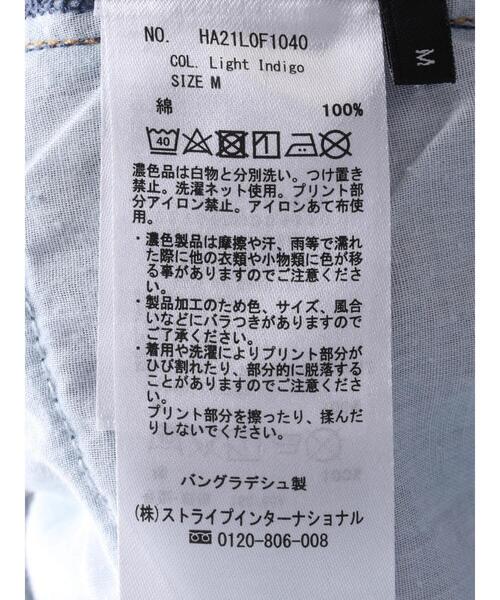 NO. HA21L0F1040
COL. Light Indigo
SIZE M
M
綿 100%
40
濃色品は白物と分別洗い。つけ置き
禁止。洗濯ネット使用。プリント部
分アイロン禁止。アイロンあて布使
用。
・濃色製品は摩擦や汗、雨等で濡れ
た際に他の衣類や小物類に色が移
る事がありますのでご注意くださ
い。
・製品加工のため色、サイズ、風合
いなどにバラつきがありますので
ご了承ください。
・着用や洗濯によりプリント部分が
ひび割れたり、部分的に脱落する
ことがありますのでご注意くださ
い。
プリント部分を擦ったり、揉んだ
りしないでください。
バングラデシュ製
(株)ストライプインターナショナル
0120-806-008